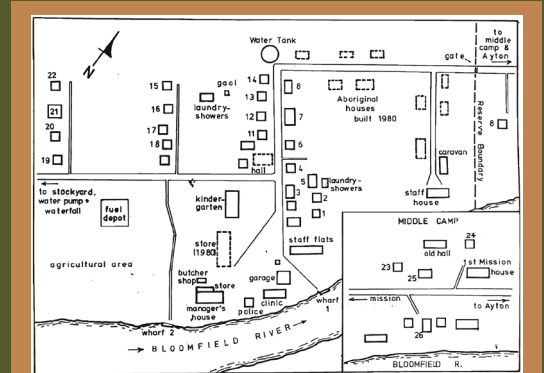 Water Tank
to
middle
camp &
Ayton
gate
N
22
21
20
19
15
16
17
18
gaol
laundry-
showers
14
13
12
11
hall
8
7
6
4
5
3
2
1
laundry-
showers
Aboriginal
houses
built 1980
Reserve Boundary
8
caravan
staff
house
to stockyard,
water pump +
waterfall
fuel
depot
kinder-
garten
store
(1980)
agricultural area
butcher
shop
store
manager's
house
police
clinic
garage
staff flats
wharf
1
wharf 2
BLOOMFIELD RIVER
MIDDLE CAMP
24
old hall
23
25
1st Mission
house
mission
to Ayton
26
BLOOMFIELD R.